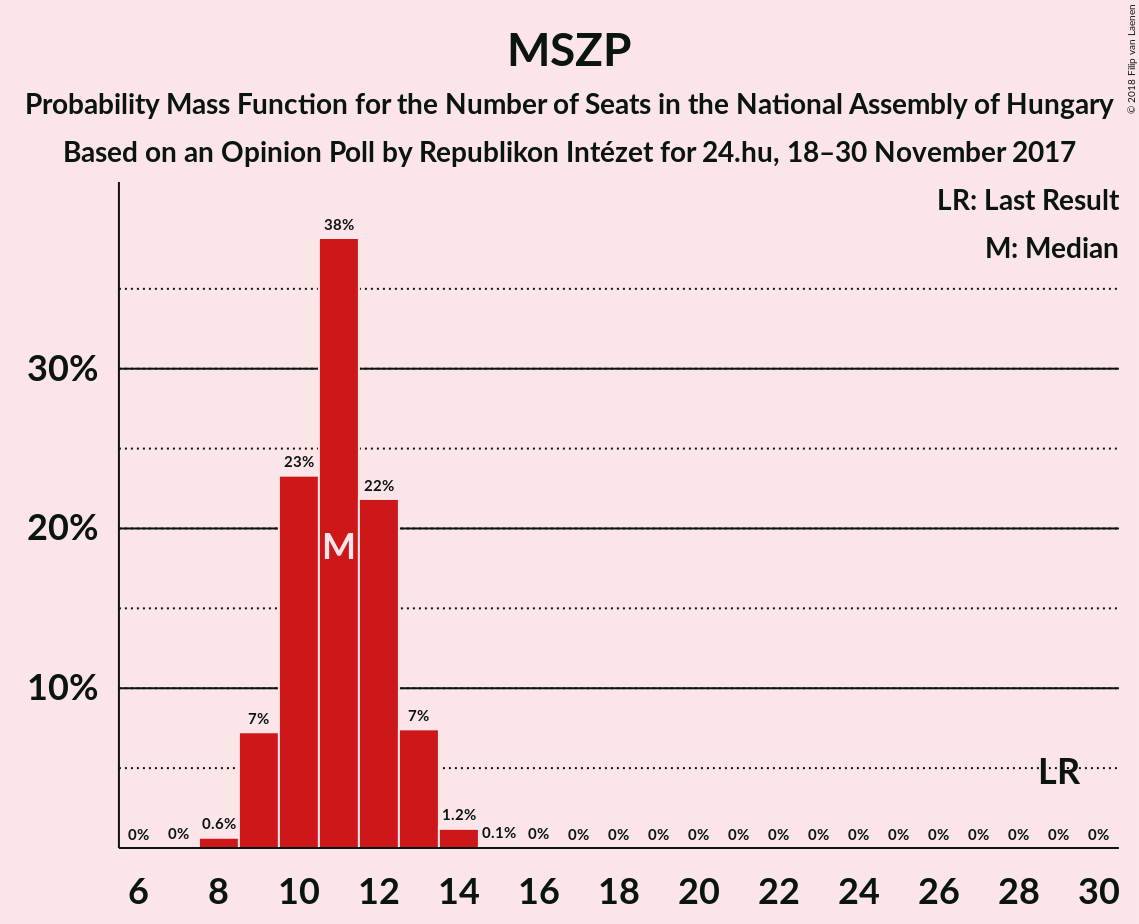 MSZP
Probability Mass Function for the Number of Seats in the National Assembly of Hungary
Based on an Opinion Poll by Republikon Intézet for 24.hu, 18–30 November 2017
© 2018 Filip van Laenen
LR: Last Result
M: Median
30%
20%
10%
0% 0% 0.6% 7% 23% 38% 22% 7% 1.2% 0.1% 0% 0% 0% 0% 0% 0% 0% 0% 0% 0% 0% 0% 0% 0% 0%
M
LR
6 8 10 12 14 16 18 20 22 24 26 28 30